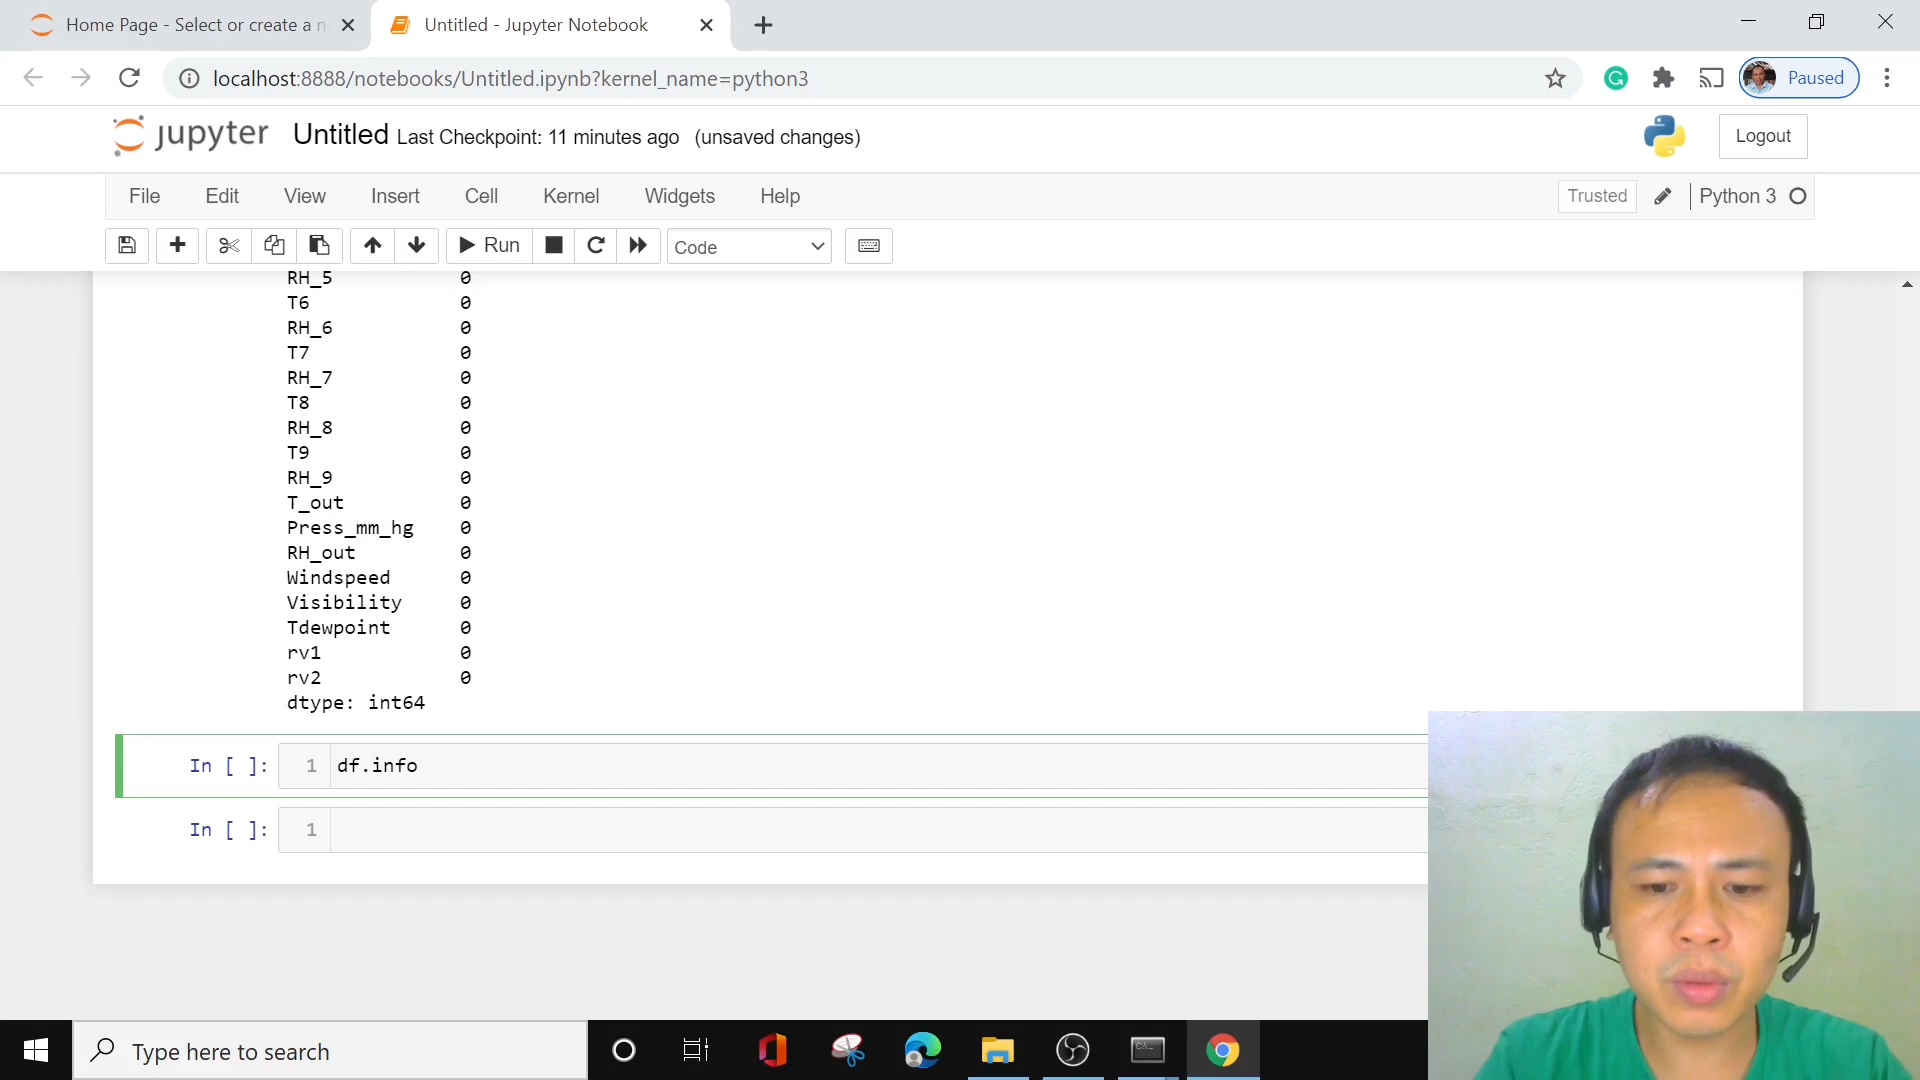 Home Page - Select or create a n
Untitled - Jupyter Notebook
localhost:8888/notebooks/Untitled.ipynb?kernel_name=python3
Paused
jupyter Untitled Last Checkpoint: 11 minutes ago (unsaved changes)
Logout
File Edit View Insert Cell Kernel Widgets Help
Trusted Python 3
Run Code
RH_5 0
T6 0
RH_6 0
T7 0
RH_7 0
T8 0
RH_8 0
T9 0
RH_9 0
T_out 0
Press_mm_hg 0
RH_out 0
Windspeed 0
Visibility 0
Tdewpoint 0
rv1 0
rv2 0
dtype: int64
In [ ]: 1 df.info
In [ ]: 1
Type here to search